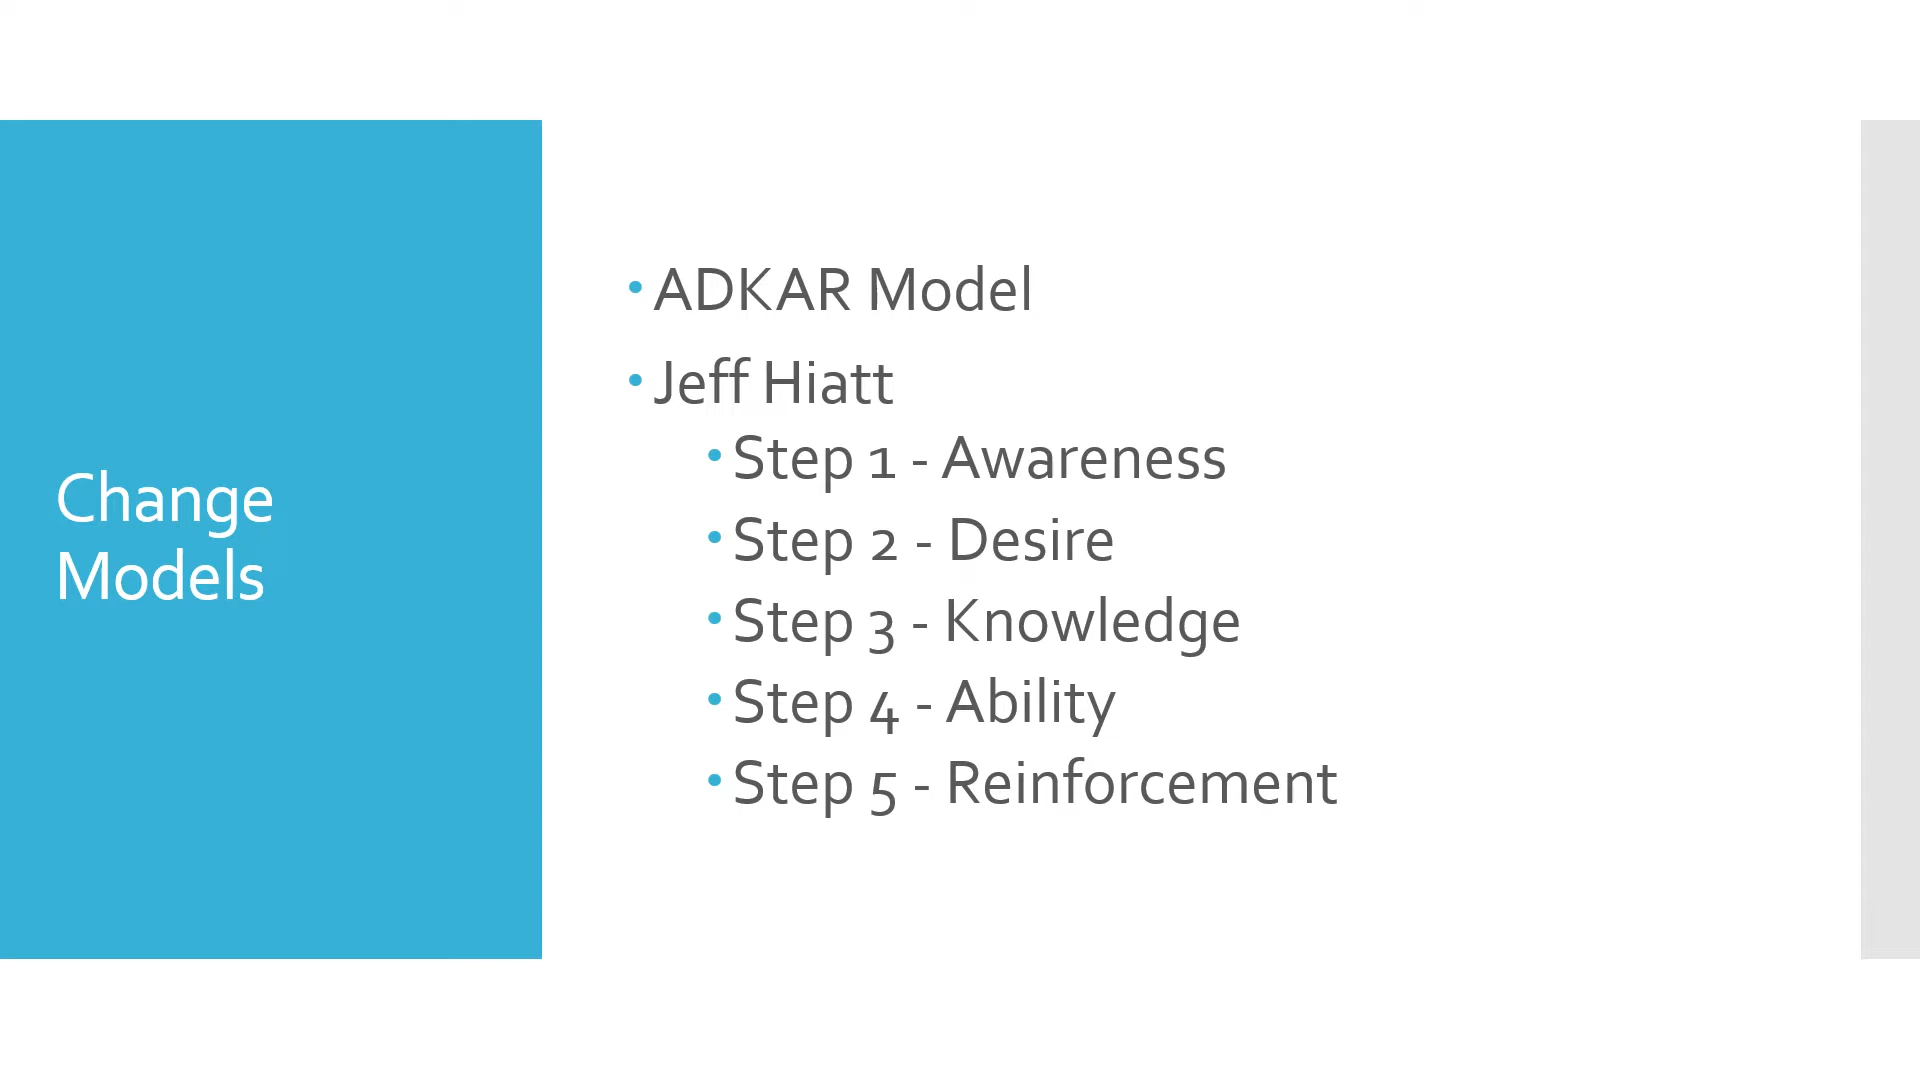 Change
Models
ADKAR Model
Jeff Hiatt
Step 1 - Awareness
Step 2 - Desire
Step 3 - Knowledge
Step 4 - Ability
Step 5 - Reinforcement